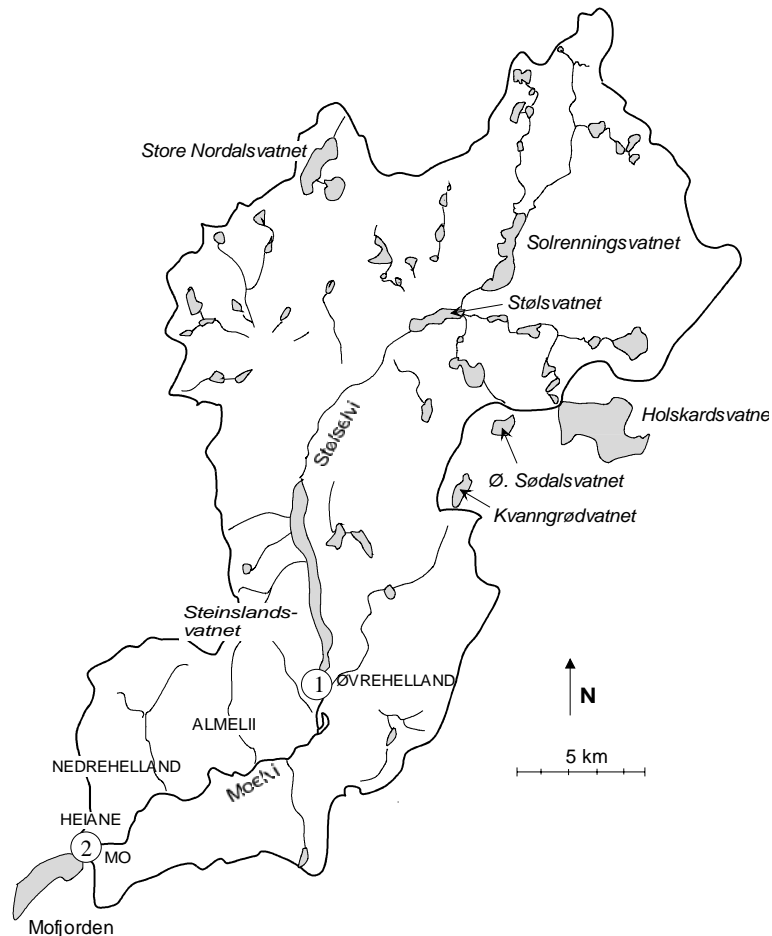 Store Nordalsvatnet
Solrenningsvatnet
Stølsvatnet
Holskardsvatne
Stølselvi
Ø. Sødalsvatnet
Kvanngrødvatnet
Steinslands-
vatnet
1
ØVREHELLAND
N
ALMELII
5 km
NEDREHELLAND
Moelvi
HEIANE
2
MO
Mofjorden